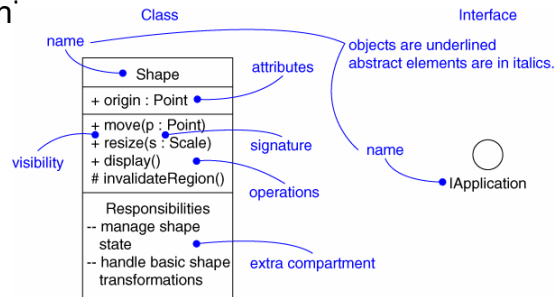 n.
Class
Interface
name
objects are underlined
abstract elements are in italics.
Shape
attributes
+ origin : Point
+ move(p : Point)
+ resize(s : Scale)
+ display()
# invalidateRegion()
visibility
signature
name
operations
IApplication
Responsibilities
-- manage shape
state
-- handle basic shape
transformations
extra compartment